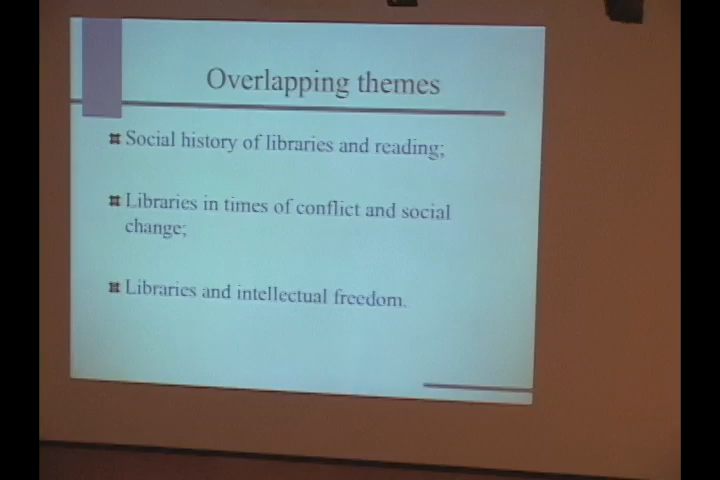 Overlapping themes
Social history of libraries and reading;
Libraries in times of conflict and social
change;
Libraries and intellectual freedom.